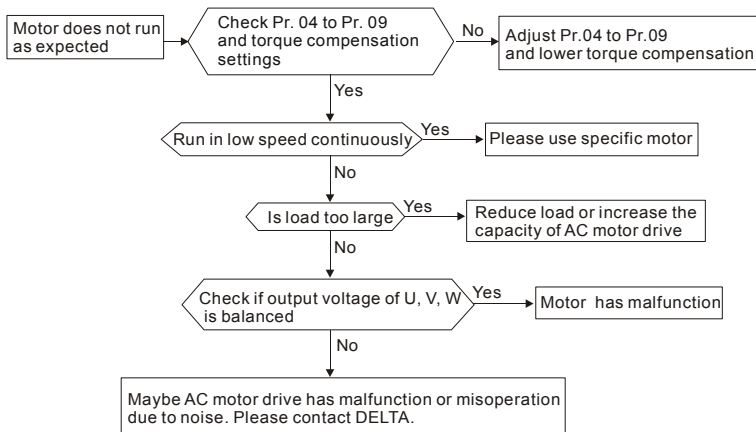 Motor does not run
as expected
Check Pr. 04 to Pr. 09
and torque compensation
settings
No
Adjust Pr.04 to Pr.09
and lower torque compensation
Yes
Run in low speed continuously
Yes
Please use specific motor
No
Is load too large
Yes
Reduce load or increase the
capacity of AC motor drive
No
Check if output voltage of U, V, W
is balanced
Yes
Motor has malfunction
No
Maybe AC motor drive has malfunction or misoperation
due to noise. Please contact DELTA.